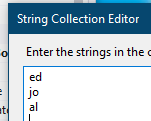 String Collection Editor
Enter the strings in the c
ed
jo
al